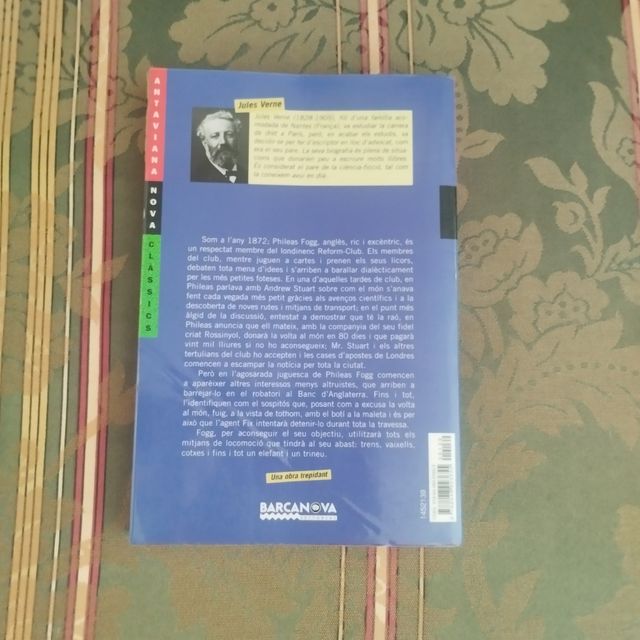 ANTAVIANA
NOVA
CLÀSSICS
Jules Verne
Jules Verne (1828-1905). Fill d'una família aco-
modada de Nantes (França), va estudiar la carrera
de dret a París, però, en acabar els estudis, va
decidir-se per fer d'escriptor en lloc d'advocat, com
era el seu pare. La seva biografia és plena de situa-
cions que donarien peu a escriure molts llibres.
És considerat el pare de la ciència-ficció, tal com
la coneixem avui en dia.
Som a l'any 1872; Phileas Fogg, anglès, ric i excèntric, és
un respectat membre del londinenc Reform-Club. Els membres
del club, mentre juguen a cartes i prenen els seus licors,
debaten tota mena d'idees i s'arriben a barallar dialècticament
per les més petites foteses. En una d'aquelles tardes de club, en
Phileas parlava amb Andrew Stuart sobre com el món s'anava
fent cada vegada més petit gràcies als avenços científics i a la
descoberta de noves rutes i mitjans de transport; en el punt més
àlgid de la discussió, entestat a demostrar que té la raó, en
Phileas anuncia que ell mateix, amb la companyia del seu fidel
criat Rossinyol, donarà la volta al món en 80 dies i que pagarà
vint mil lliures si no ho aconsegueix; Mr. Stuart i els altres
tertulians del club ho accepten i les cases d'apostes de Londres
comencen a escampar la notícia per tota la ciutat.
Però en l'agosarada juguesca de Phileas Fogg comencen
a aparèixer altres interessos menys altruistes, que arriben a
barrejar-lo en el robatori al Banc d'Anglaterra. Fins i tot,
l'identifiquen com el sospitós que, posant com a excusa la volta
al món, fuig, a la vista de tothom, amb el botí a la maleta i és per
això que l'agent Fix intentarà detenir-lo durant tota la travessa.
Fogg, per aconseguir el seu objectiu, utilitzarà tots els
mitjans de locomoció que tindrà al seu abast: trens, vaixells,
cotxes i fins i tot un elefant i un trineu.
Una obra trepidant
BARCANOVA
1452139